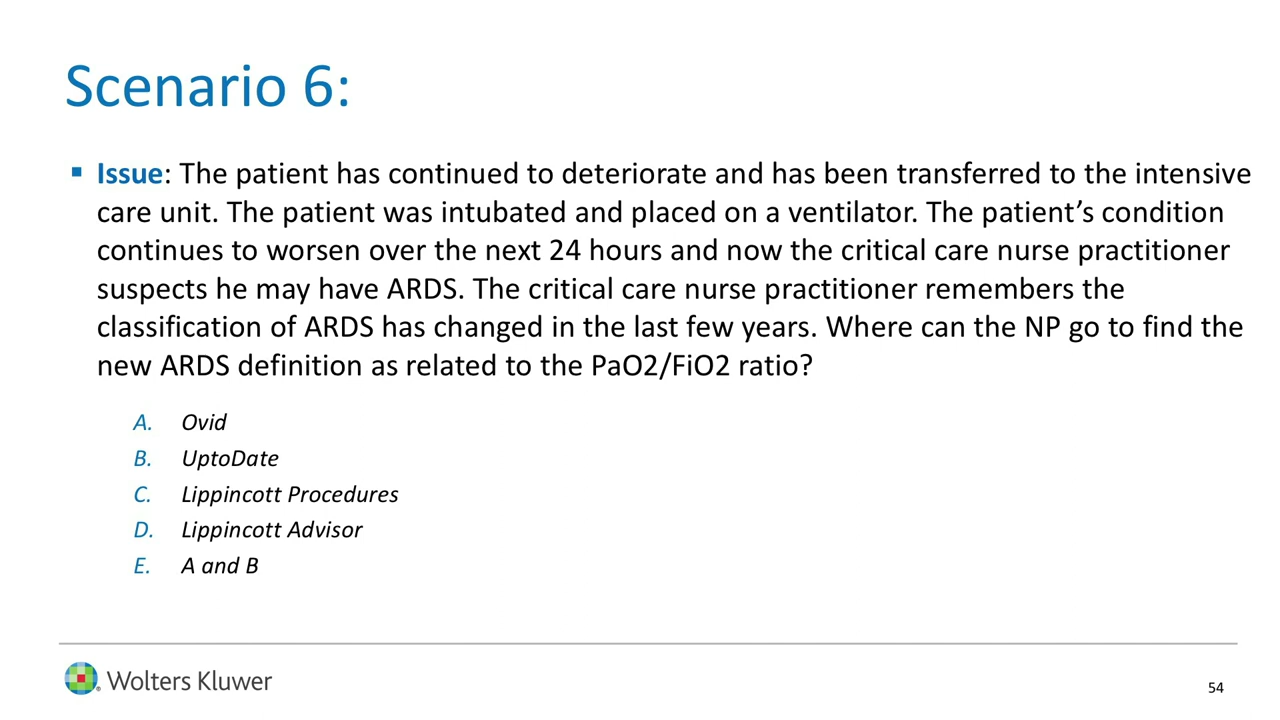 Scenario 6:
▪ Issue: The patient has continued to deteriorate and has been transferred to the intensive
care unit. The patient was intubated and placed on a ventilator. The patient’s condition
continues to worsen over the next 24 hours and now the critical care nurse practitioner
suspects he may have ARDS. The critical care nurse practitioner remembers the
classification of ARDS has changed in the last few years. Where can the NP go to find the
new ARDS definition as related to the PaO2/FiO2 ratio?
A. Ovid
B. UptoDate
C. Lippincott Procedures
D. Lippincott Advisor
E. A and B
Wolters Kluwer
54